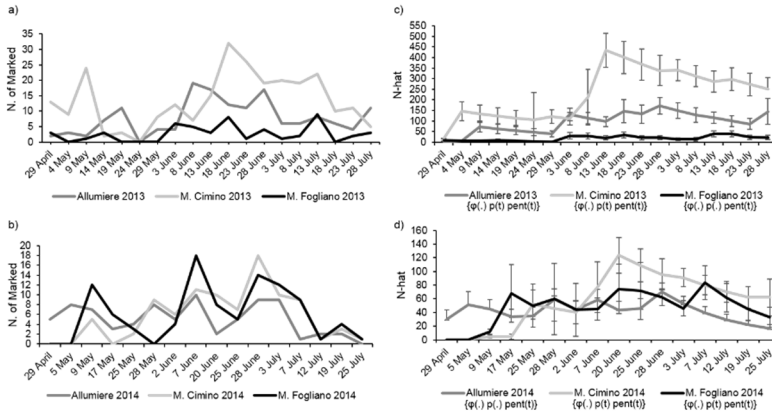 a)
N. of Marked
35
30
25
20
15
10
5
0
29 April
4 May
9 May
14 May
19 May
24 May
29 May
3 June
8 June
13 June
18 June
23 June
28 June
3 July
8 July
13 July
18 July
23 July
28 July
Allumiere 2013 M. Cimino 2013 M. Fogliano 2013
b)
N. of Marked
20
18
16
14
12
10
8
6
4
2
0
29 April
5 May
9 May
17 May
25 May
28 May
2 June
7 June
20 June
25 June
28 June
3 July
7 July
12 July
19 July
25 July
Allumiere 2014 M. Cimino 2014 M. Fogliano 2014
c)
N-hat
550
500
450
400
350
300
250
200
150
100
50
0
29 April
4 May
9 May
14 May
19 May
24 May
29 May
3 June
8 June
13 June
18 June
23 June
28 June
3 July
8 July
13 July
18 July
23 July
28 July
Allumiere 2013 M. Cimino 2013 M. Fogliano 2013
{φ(.) p(t) pent(t)} {φ(.) p(t) pent(t)} {φ(.) p(t) pent(t)}
d)
N-hat
160
140
120
100
80
60
40
20
0
29 April
5 May
9 May
17 May
25 May
28 May
2 June
7 June
20 June
25 June
28 June
3 July
7 July
12 July
19 July
25 July
Allumiere 2014 M. Cimino 2014 M. Fogliano 2014
{φ(.) p(.) pent(t)} {φ(.) p(t) pent(t)} {φ(.) p(t) pent(t)}